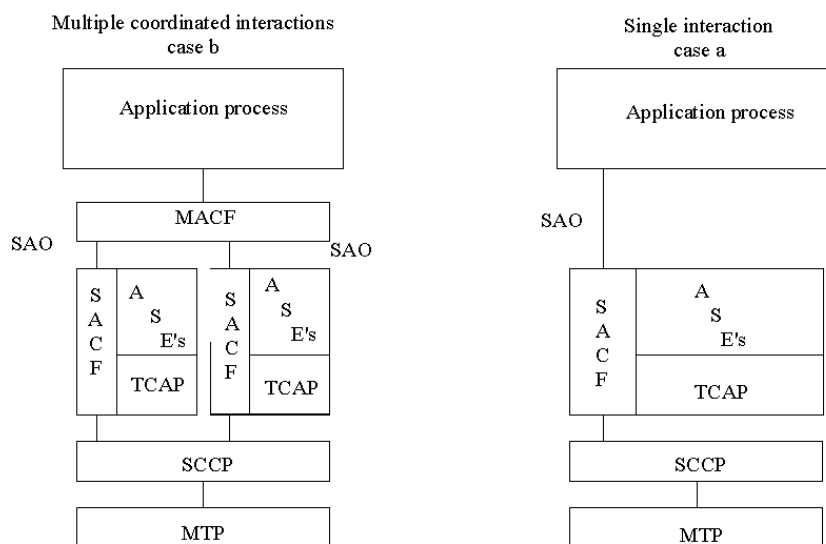 Multiple coordinated interactions
case b
Application process
MACF
SAO
SAO
S
A
C
F
A
S
E's
TCAP
S
A
C
F
A
S
E's
TCAP
SCCP
MTP
Single interaction
case a
Application process
SAO
S
A
C
F
A
S
E's
TCAP
SCCP
MTP